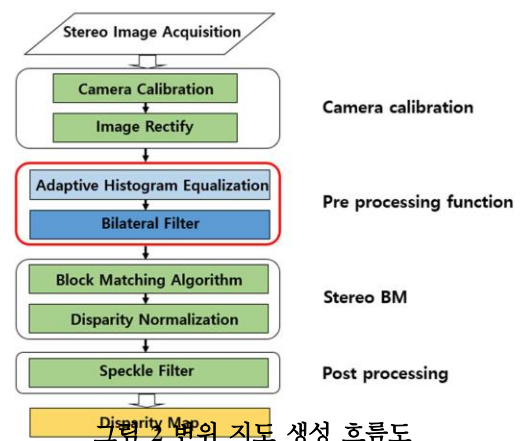 Stereo Image Acquisition
Camera Calibration
Image Rectify
Camera calibration
Adaptive Histogram Equalization
Bilateral Filter
Pre processing function
Block Matching Algorithm
Disparity Normalization
Stereo BM
Speckle Filter
Post processing
Disparity Map
그림 2 변위 지도 생성 흐름도